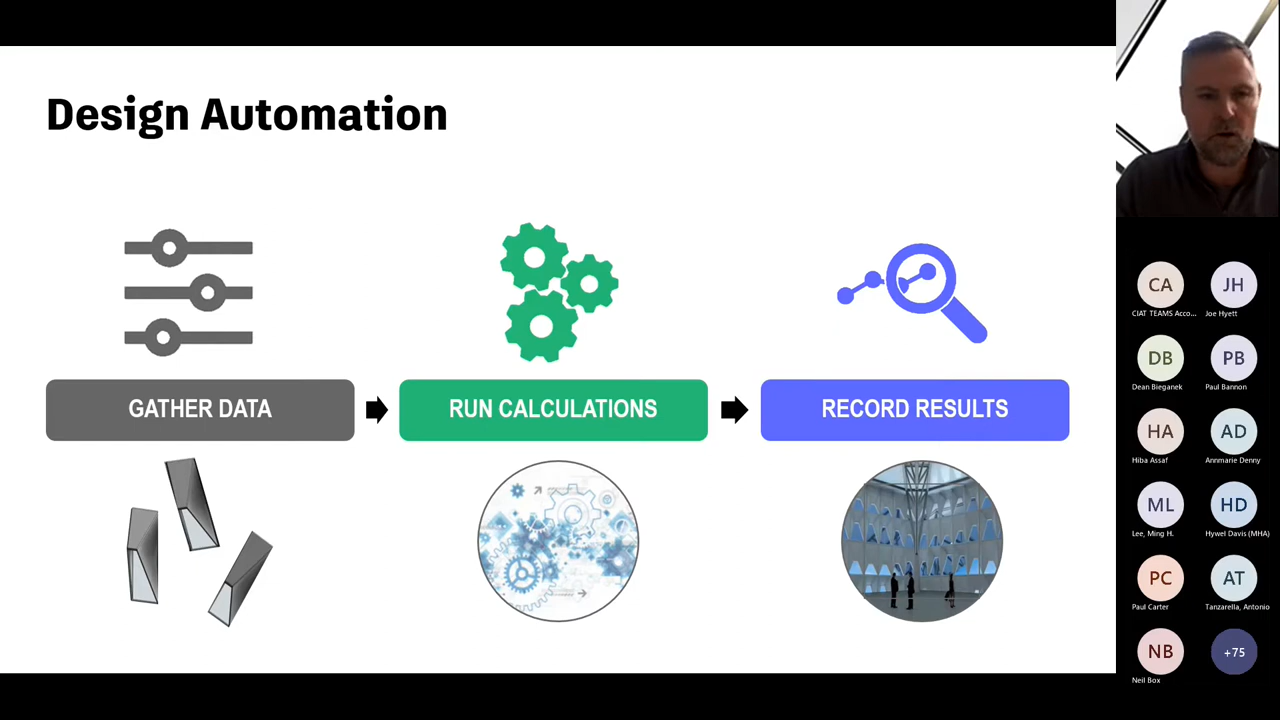 Design Automation
GATHER DATA
RUN CALCULATIONS
RECORD RESULTS
CA
JH
CIAT TEAMS Acco...
Joe Hyett
DB
PB
Dean Bieganek
Paul Bannon
HA
AD
Hiba Assaf
Annmarie Denny
ML
HD
Lee, Ming H.
Hywel Davis (MHA)
PC
AT
Paul Carter
Tanzarella, Antonio
NB
+75
Neil Box